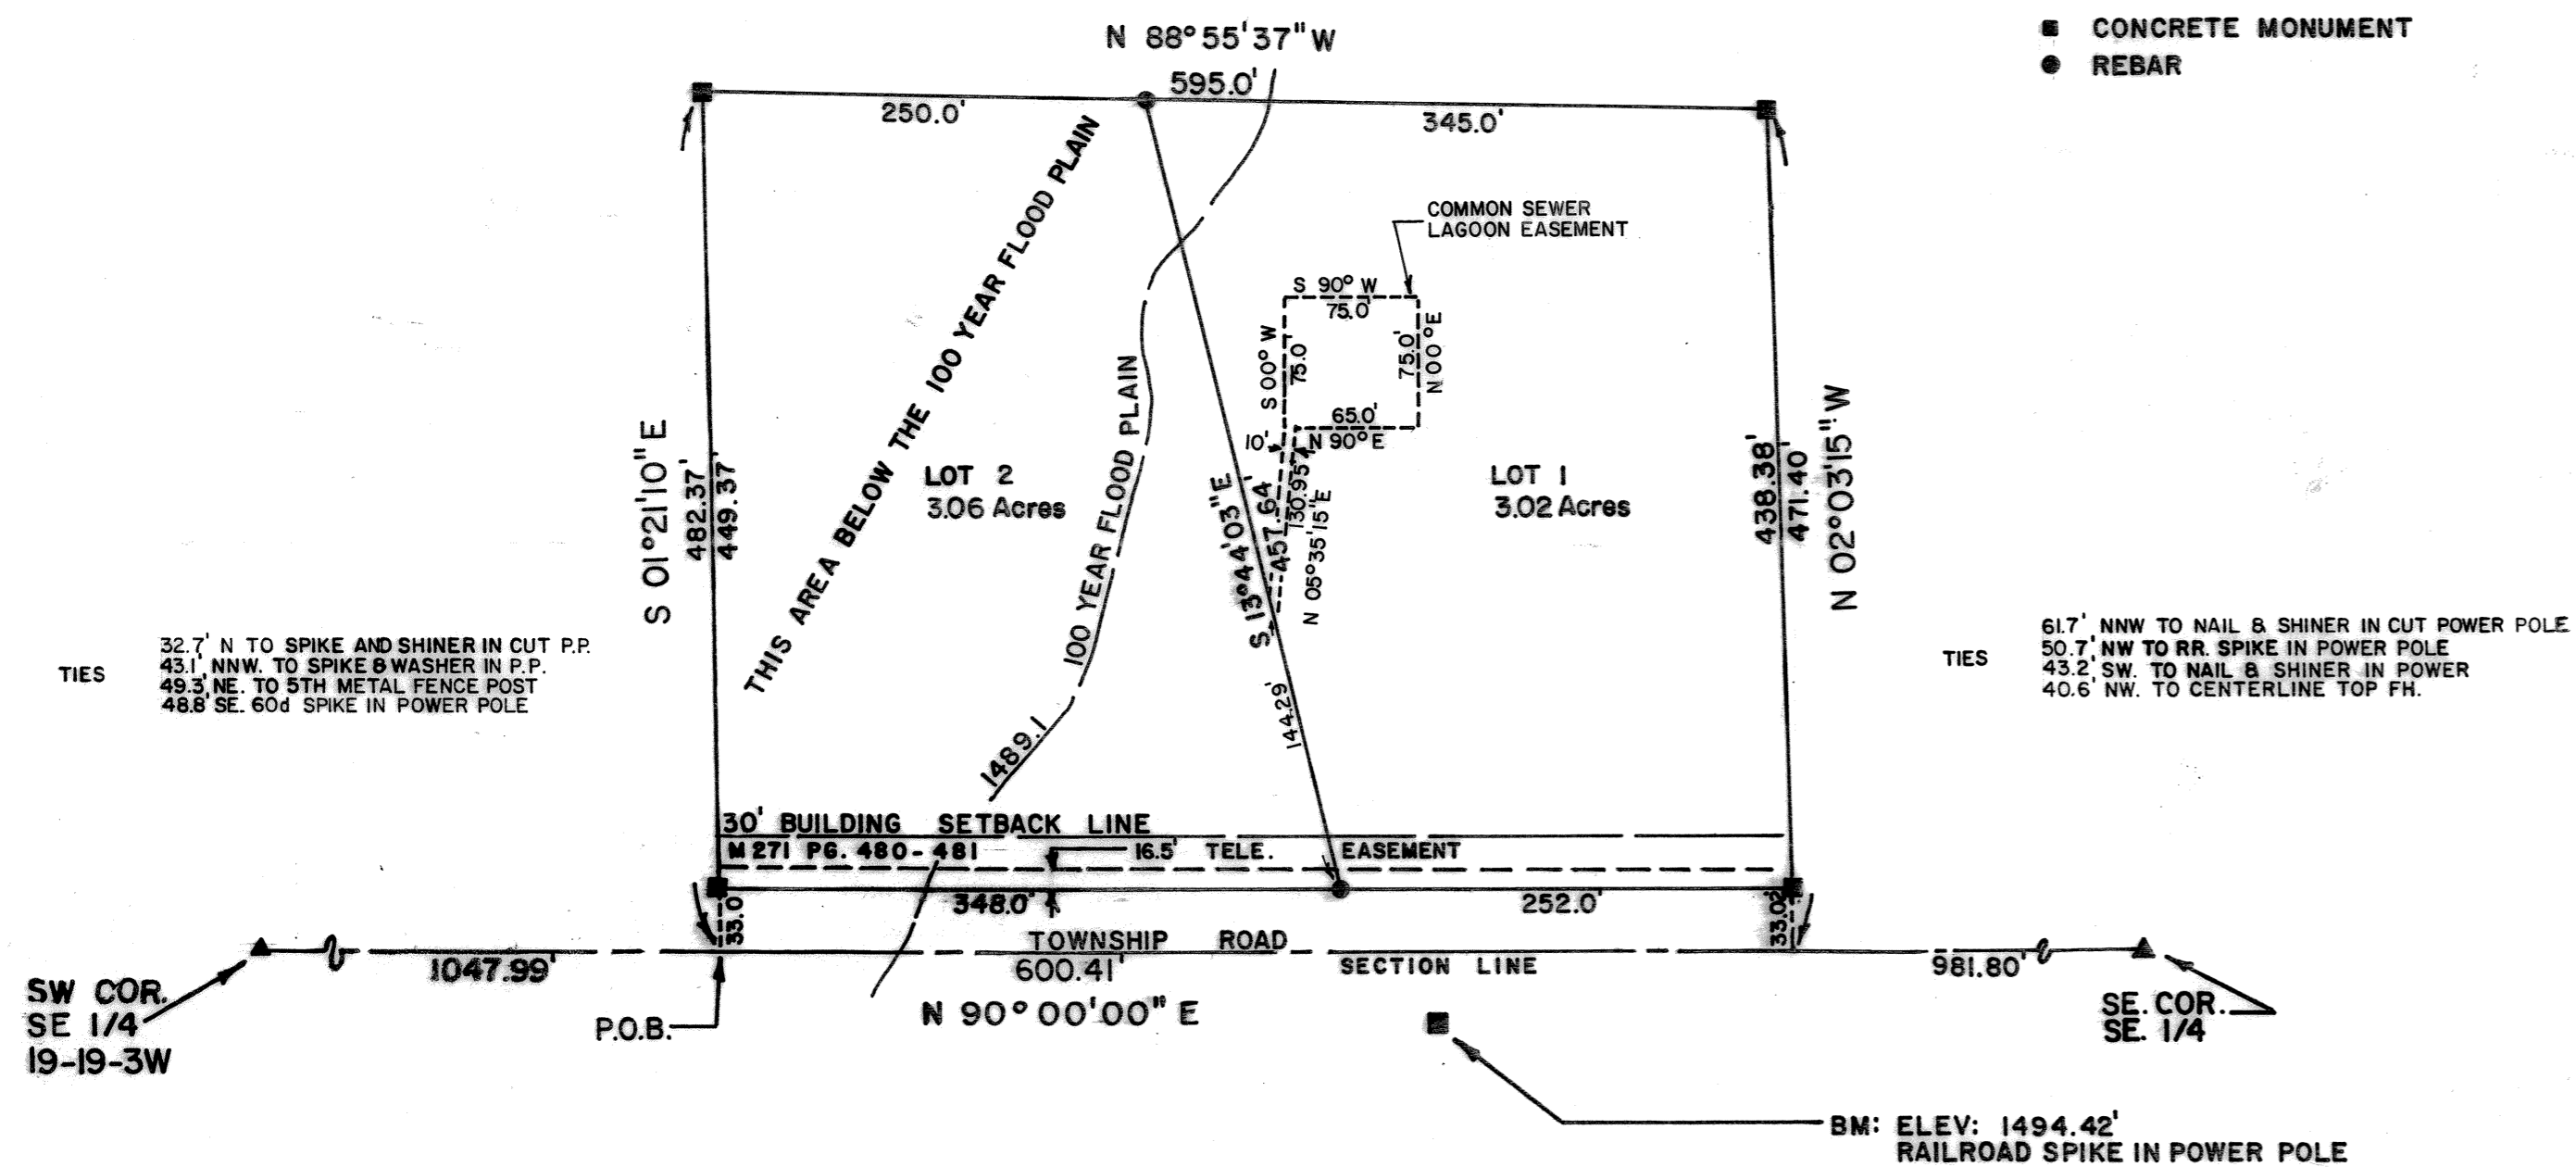 N 88°55'37" W
595.0'
250.0'
345.0'
■ CONCRETE MONUMENT
● REBAR
THIS AREA BELOW THE 100 YEAR FLOOD PLAIN
100 YEAR FLOOD PLAIN
1489.1
COMMON SEWER
LAGOON EASEMENT
S 90° W
75.0'
S 00° W
75.0'
75.0'
N 00° E
65.0'
N 90° E
10'
130.95'
N 05°35'15" E
S 13°44'03" E
457.64'
144.29'
LOT 2
3.06 Acres
LOT 1
3.02 Acres
S 01°21'10" E
482.37'
449.37'
438.38'
471.40'
N 02°03'15" W
TIES
32.7' N TO SPIKE AND SHINER IN CUT P.P.
43.1' NNW. TO SPIKE & WASHER IN P.P.
49.3' NE. TO 5TH METAL FENCE POST
48.8' SE. 60d SPIKE IN POWER POLE
TIES
61.7' NNW TO NAIL & SHINER IN CUT POWER POLE
50.7' NW TO RR. SPIKE IN POWER POLE
43.2' SW. TO NAIL & SHINER IN POWER
40.6' NW. TO CENTERLINE TOP FH.
30' BUILDING SETBACK LINE
M 271 PG. 480-481
16.5' TELE. EASEMENT
348.0'
252.0'
33.0'
33.02'
TOWNSHIP ROAD
1047.99'
600.41'
SECTION LINE
981.80'
N 90°00'00" E
SW COR.
SE 1/4
19-19-3W
P.O.B.
SE. COR.
SE. 1/4
BM: ELEV: 1494.42'
RAILROAD SPIKE IN POWER POLE